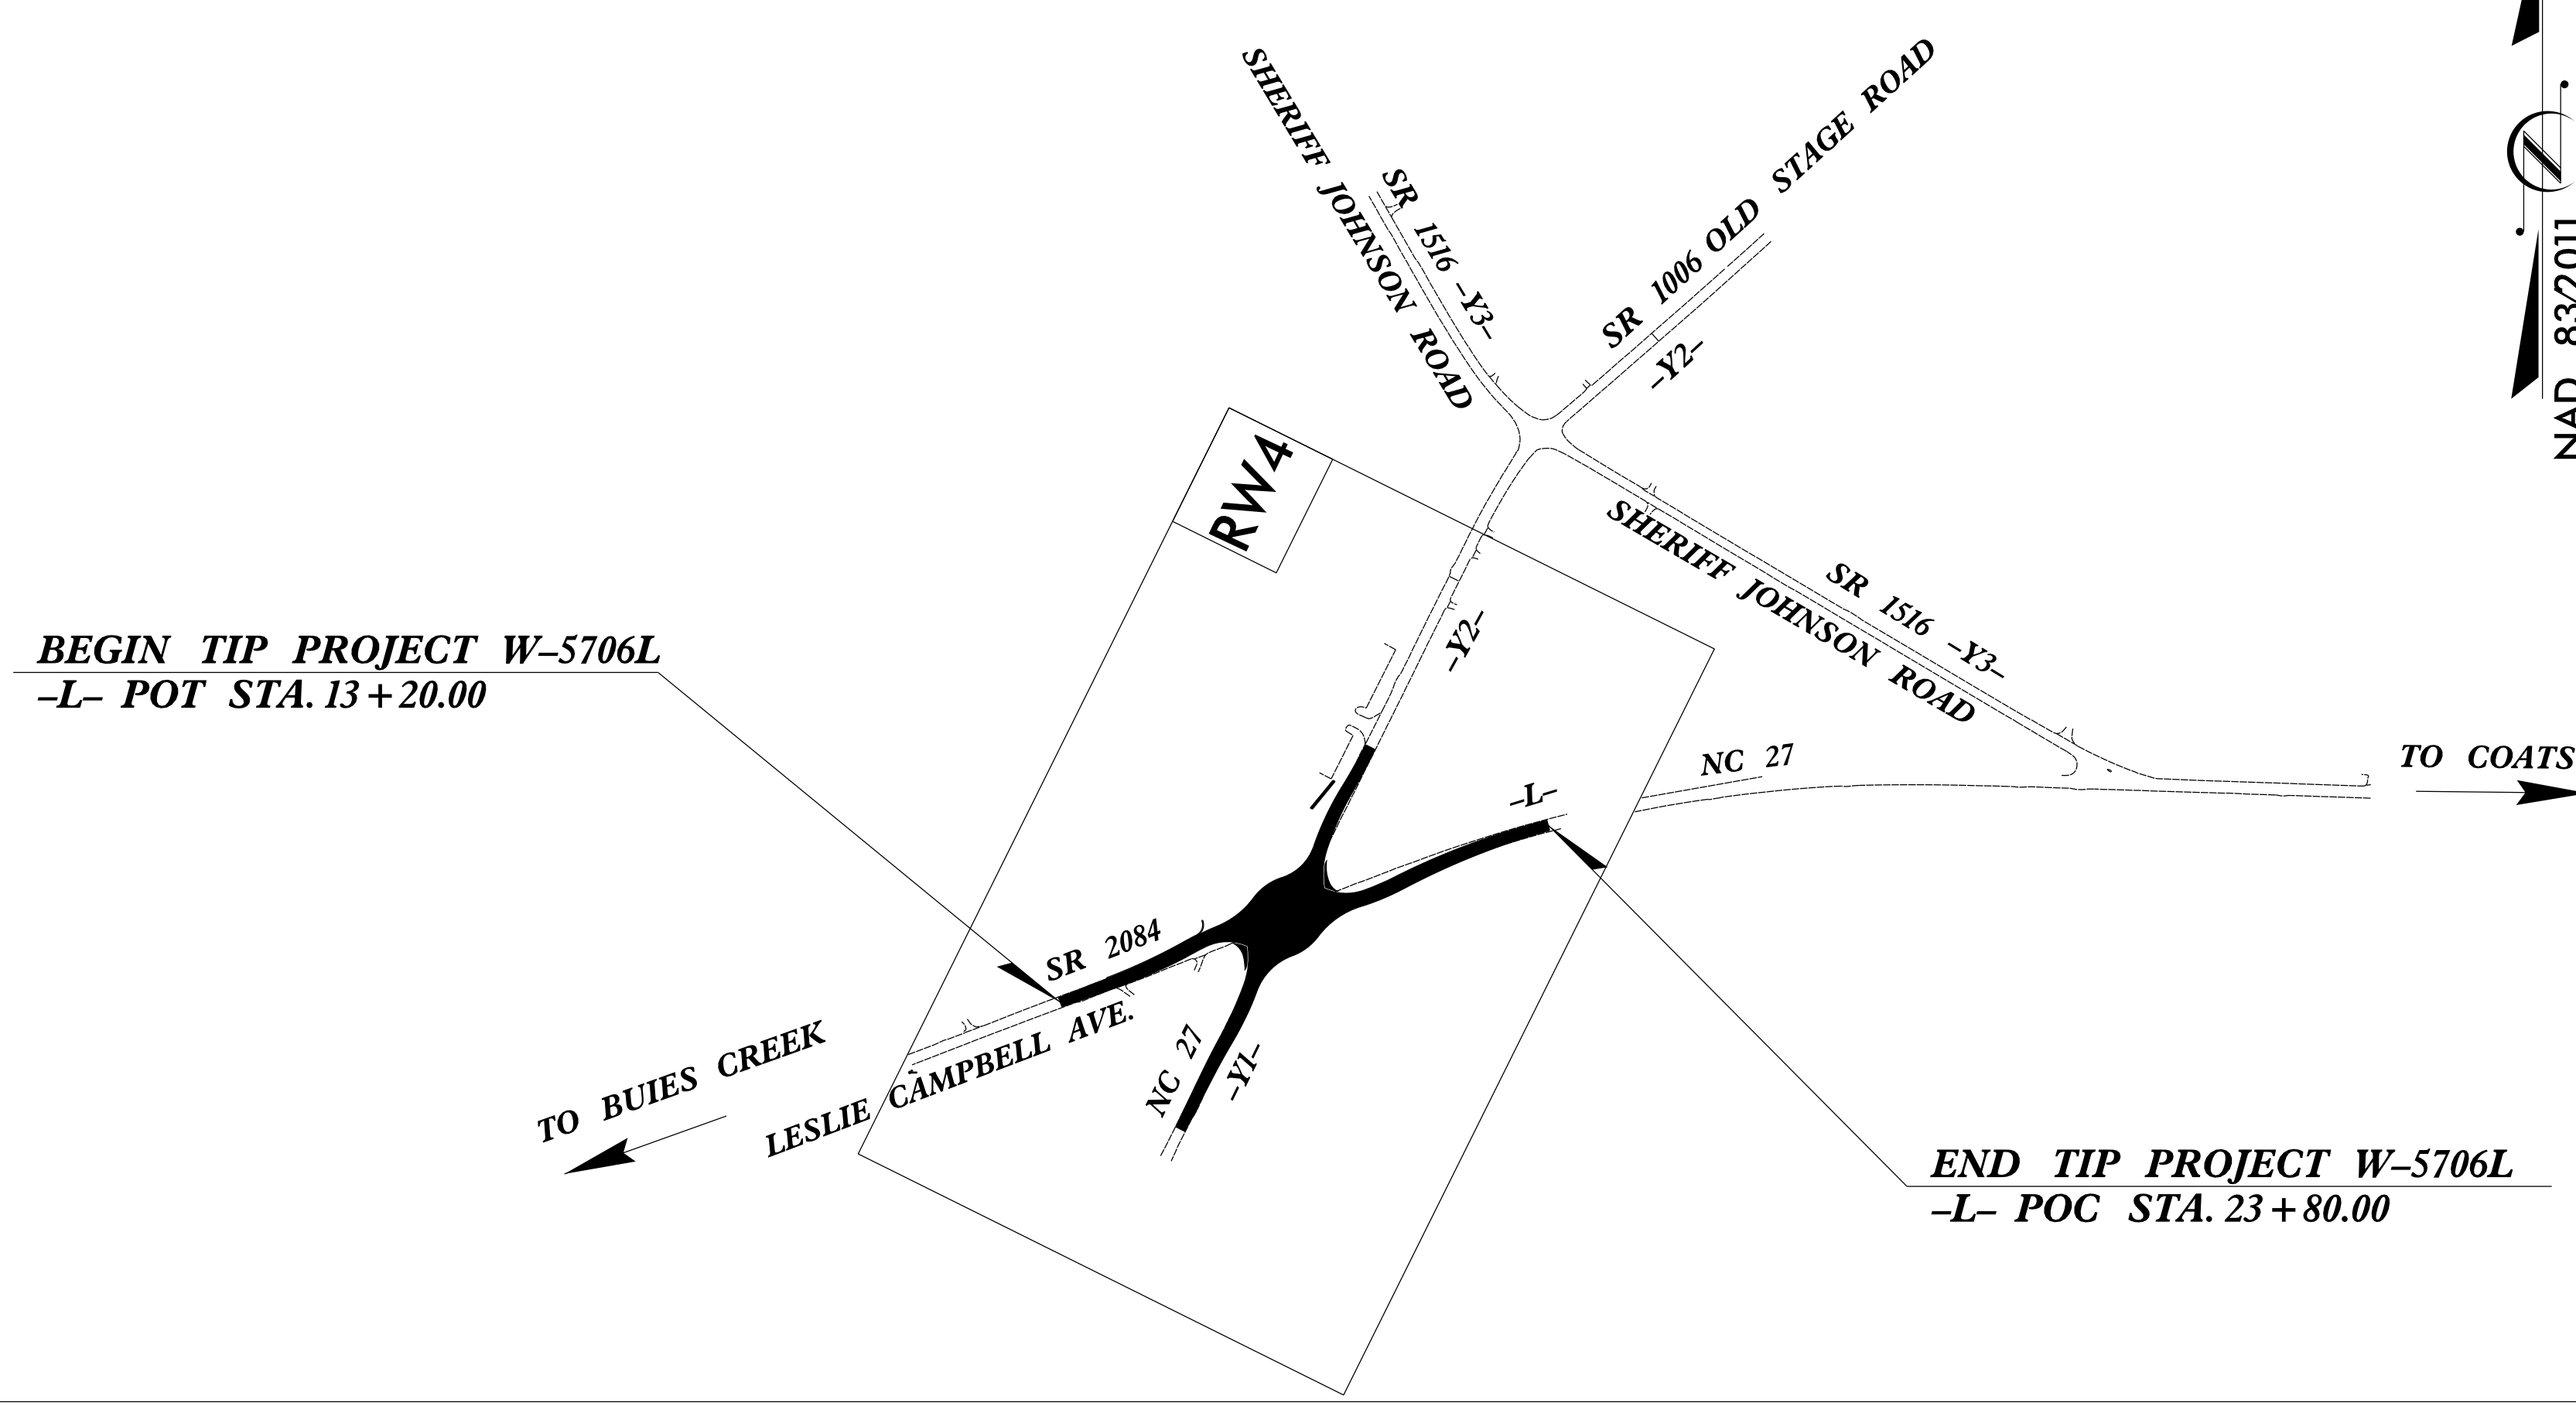 SHERIFF JOHNSON ROAD
SR 1516 –Y3–
SR 1006 OLD STAGE ROAD
–Y2–
NAD 83/2011
RW4
SHERIFF JOHNSON ROAD
SR 1516 –Y3–
–Y2–
BEGIN TIP PROJECT W–5706L
–L– POT STA. 13+20.00
NC 27
TO COATS
–L–
SR 2084
LESLIE CAMPBELL AVE.
TO BUIES CREEK
NC 27
–Y1–
END TIP PROJECT W–5706L
–L– POC STA. 23+80.00